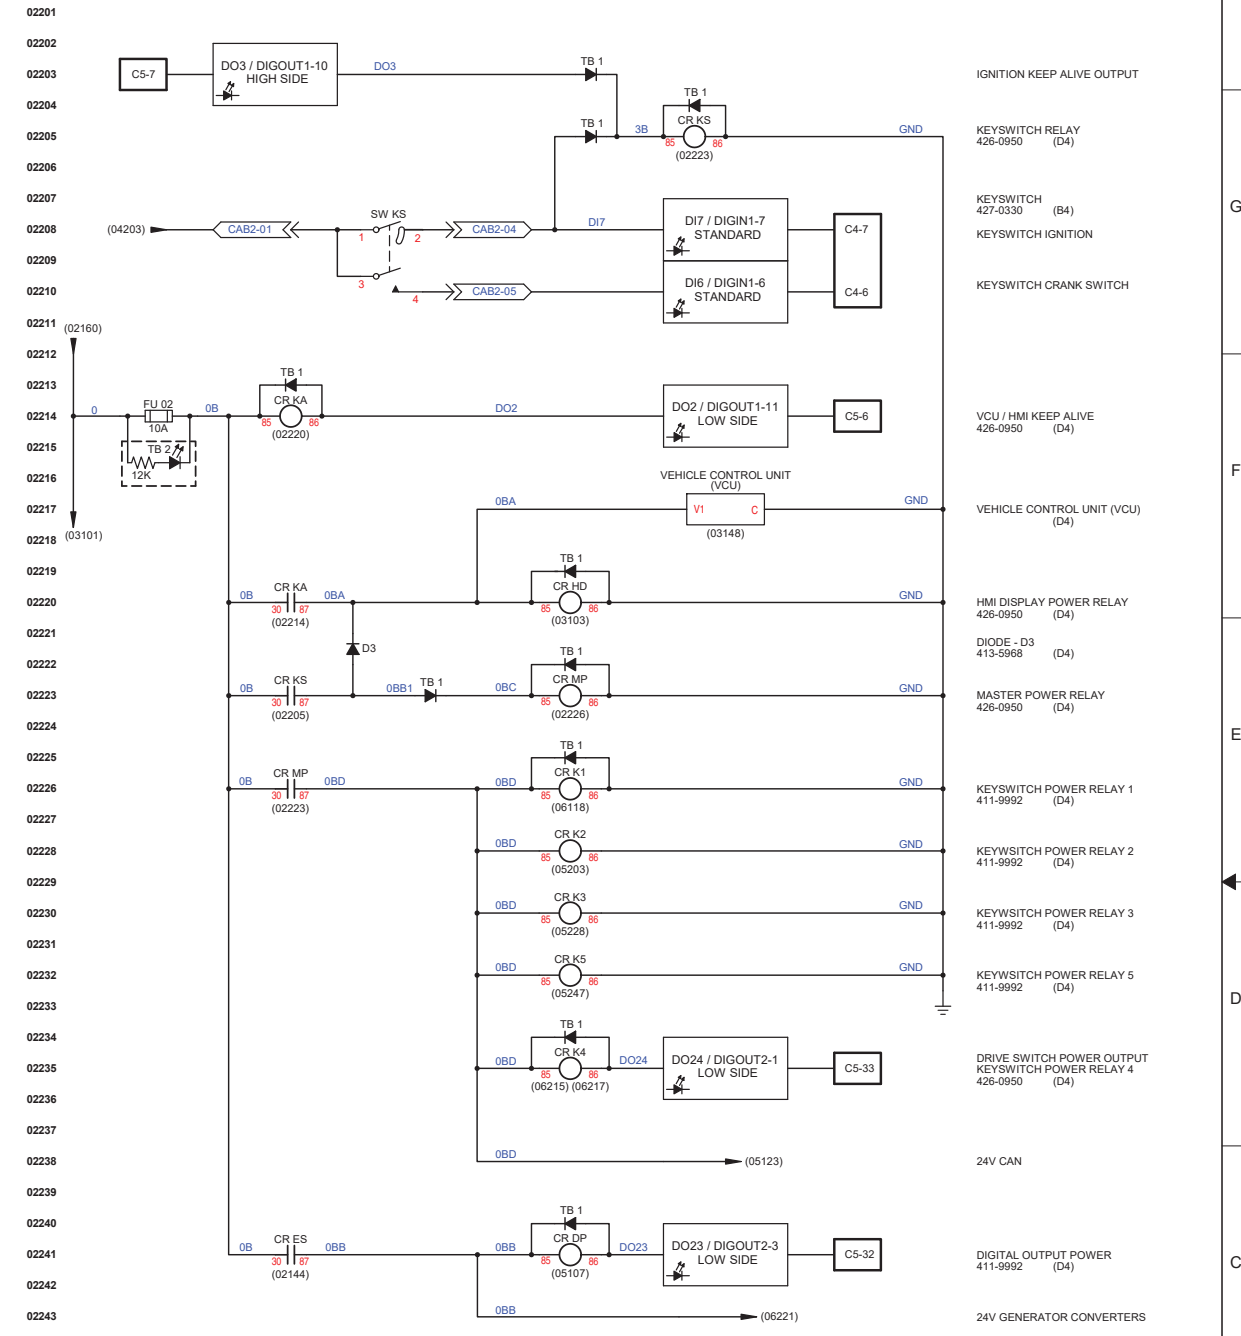 02201
02202
02203
C5-7
DO3 / DIGOUT1-10
HIGH SIDE
DO3
TB 1
IGNITION KEEP ALIVE OUTPUT
02204
TB 1
CR KS
02205
TB 1
3B
85
86
(02223)
GND
KEYSWITCH RELAY
426-0950 (D4)
02206
02207
KEYSWITCH
427-0330 (B4)
G
02208
(04203)
CAB2-01
SW KS
1
2
CAB2-04
DI7
DI7 / DIGIN1-7
STANDARD
C4-7
KEYSWITCH IGNITION
02209
02210
3
4
CAB2-05
DI6 / DIGIN1-6
STANDARD
C4-6
KEYSWITCH CRANK SWITCH
02211
(02160)
02212
02213
TB 1
CR KA
02214
0
FU 02
10A
0B
85
86
(02220)
DO2
DO2 / DIGOUT1-11
LOW SIDE
C5-6
VCU / HMI KEEP ALIVE
426-0950 (D4)
02215
TB 2
12K
02216
VEHICLE CONTROL UNIT
(VCU)
F
02217
0BA
V1
C
(03148)
GND
VEHICLE CONTROL UNIT (VCU)
(D4)
02218
(03101)
02219
TB 1
CR HD
02220
0B
CR KA
30
87
(02214)
0BA
85
86
(03103)
GND
HMI DISPLAY POWER RELAY
426-0950 (D4)
02221
D3
DIODE - D3
413-5968 (D4)
02222
TB 1
CR MP
02223
0B
CR KS
30
87
(02205)
0BB1
TB 1
0BC
85
86
(02226)
GND
MASTER POWER RELAY
426-0950 (D4)
02224
E
02225
TB 1
CR K1
02226
0B
CR MP
30
87
(02223)
0BD
0BD
85
86
(06118)
GND
KEYSWITCH POWER RELAY 1
411-9992 (D4)
02227
02228
0BD
CR K2
85
86
(05203)
GND
KEYWSITCH POWER RELAY 2
411-9992 (D4)
02229
02230
0BD
CR K3
85
86
(05228)
GND
KEYWSITCH POWER RELAY 3
411-9992 (D4)
02231
02232
0BD
CR K5
85
86
(05247)
GND
KEYWSITCH POWER RELAY 5
411-9992 (D4)
02233
D
02234
TB 1
CR K4
02235
0BD
85
86
(06215) (06217)
DO24
DO24 / DIGOUT2-1
LOW SIDE
C5-33
DRIVE SWITCH POWER OUTPUT
KEYSWITCH POWER RELAY 4
426-0950 (D4)
02236
02237
02238
0BD
(05123)
24V CAN
02239
02240
TB 1
CR DP
02241
0B
CR ES
30
87
(02144)
0BB
0BB
85
86
(05107)
DO23
DO23 / DIGOUT2-3
LOW SIDE
C5-32
DIGITAL OUTPUT POWER
411-9992 (D4)
C
02242
02243
0BB
(06221)
24V GENERATOR CONVERTERS